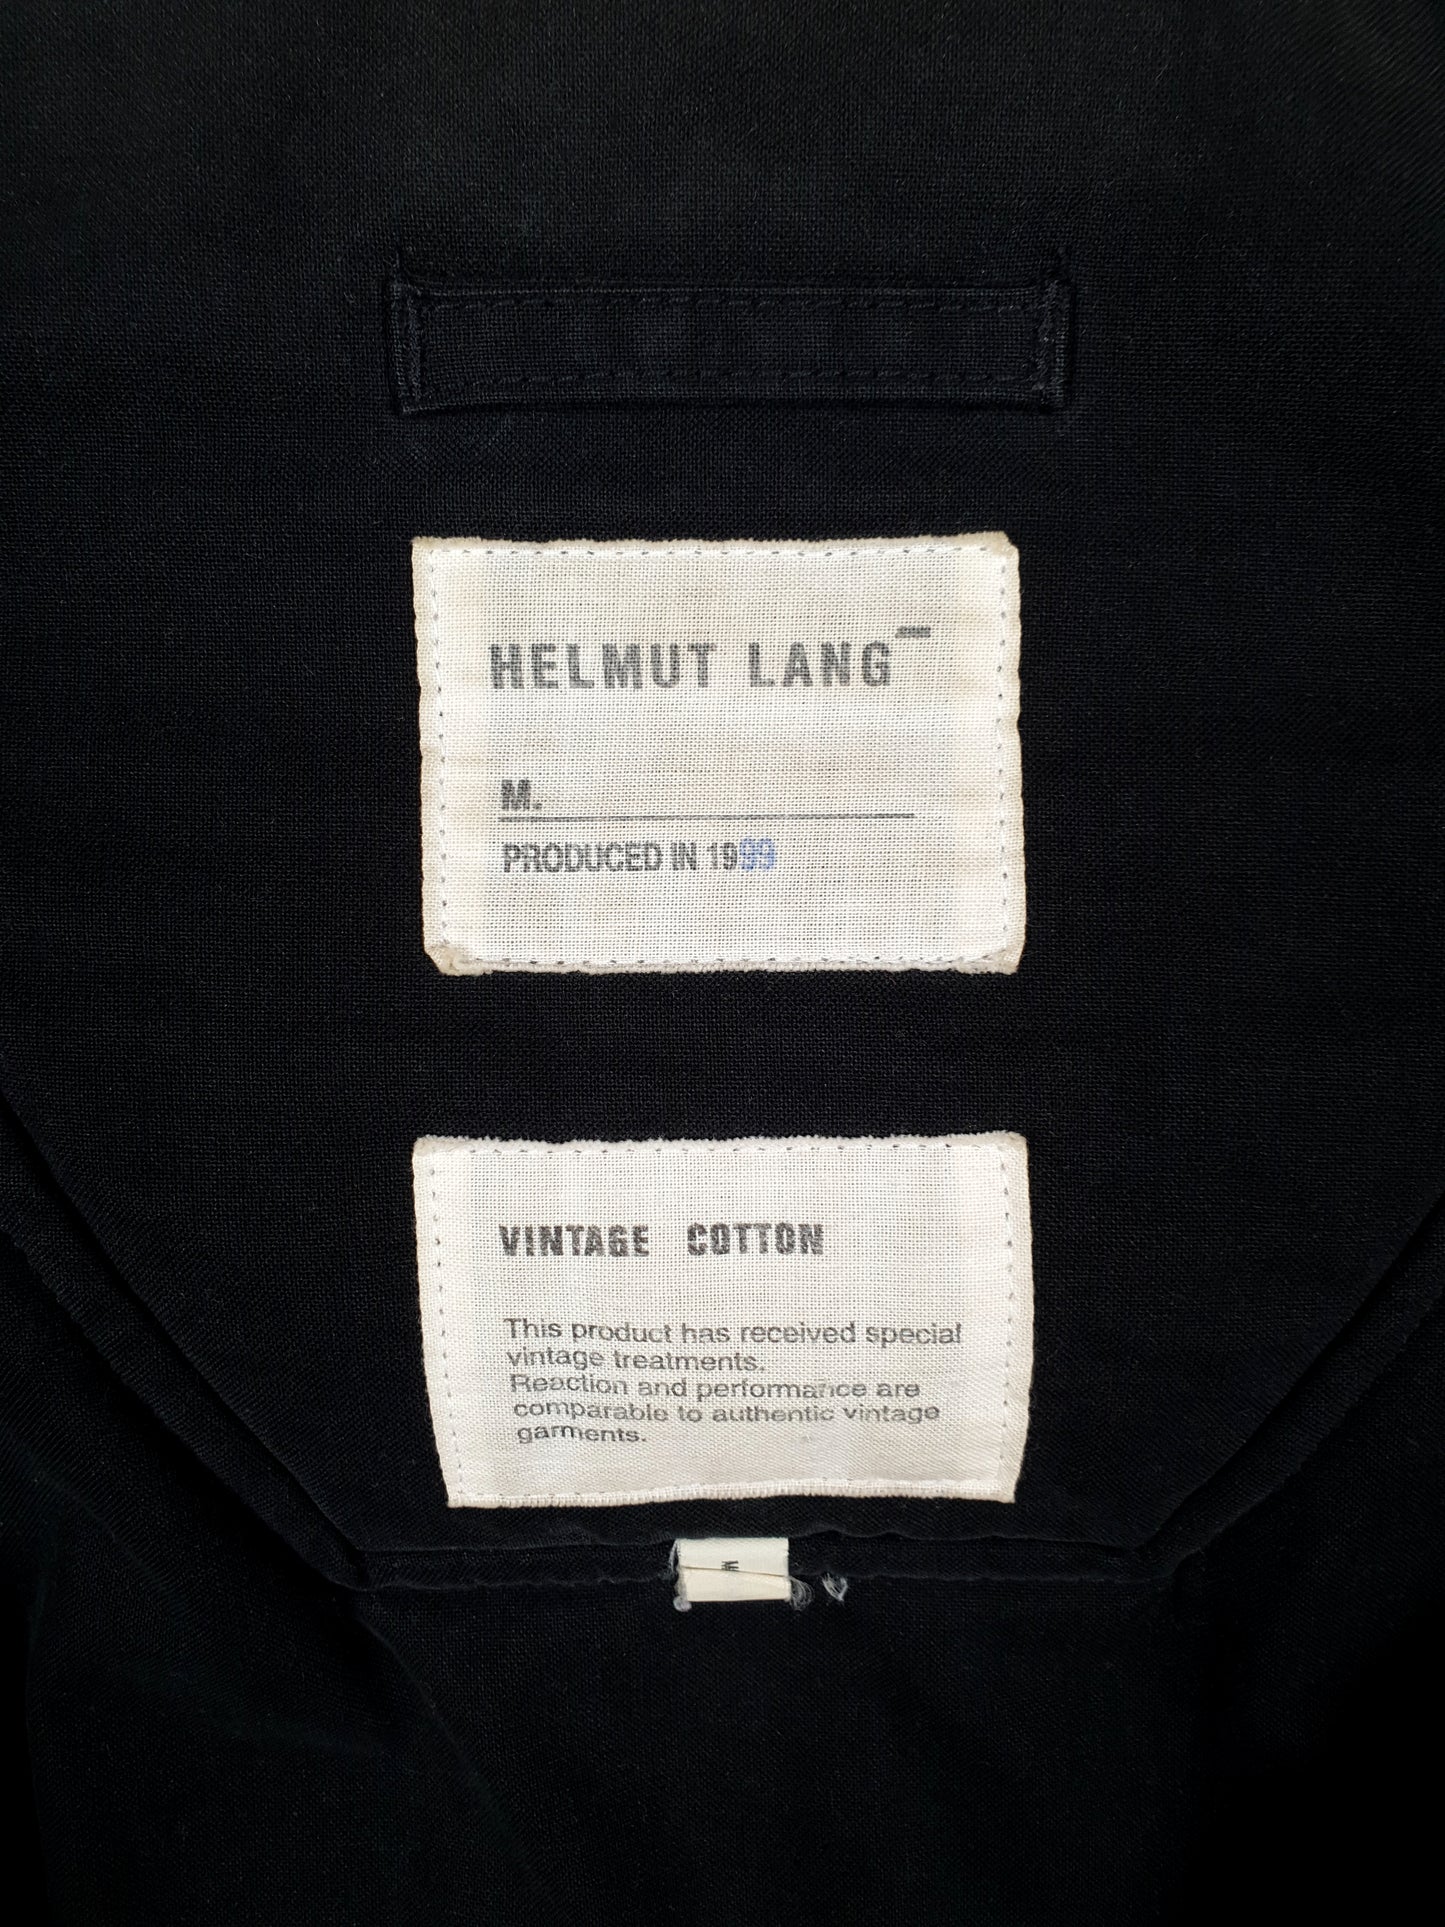 HELMUT LANG
M.
PRODUCED IN 1999
VINTAGE COTTON
This product has received special
vintage treatments.
Reaction and performance are
comparable to authentic vintage
garments.
M